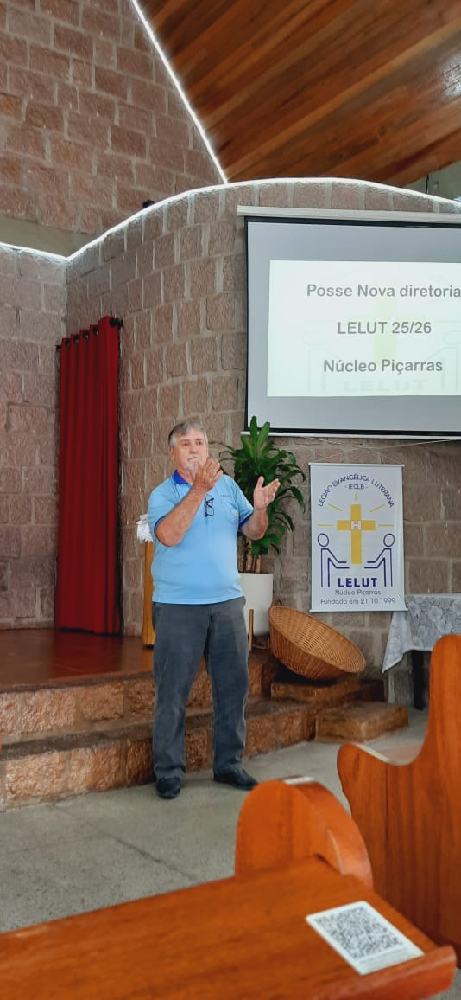 Posse Nova diretoria
LELUT 25/26
Núcleo Piçarras
LELUT
LEGIÃO EVANGÉLICA LUTERANA
- IECLB -
LELUT
Núcleo Piçarras
Fundado em 21.10.1999